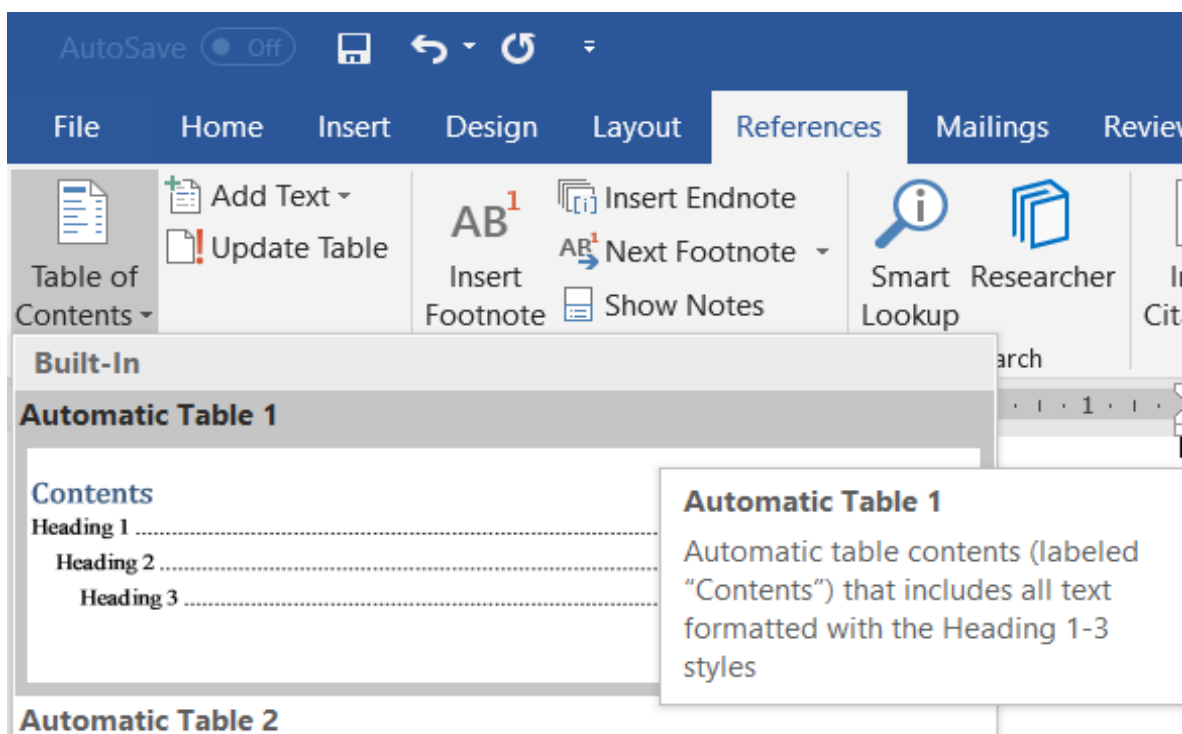 AutoSave Off
File Home Insert Design Layout References Mailings Review
Add Text
Update Table
Table of
Contents
AB1
Insert
Footnote
[i] Insert Endnote
AB1 Next Footnote
Show Notes
Smart
Lookup
Researcher
Built-In
Automatic Table 1
1
Contents
Heading 1
Heading 2
Heading 3
Automatic Table 1
Automatic table contents (labeled
“Contents”) that includes all text
formatted with the Heading 1-3
styles
Automatic Table 2